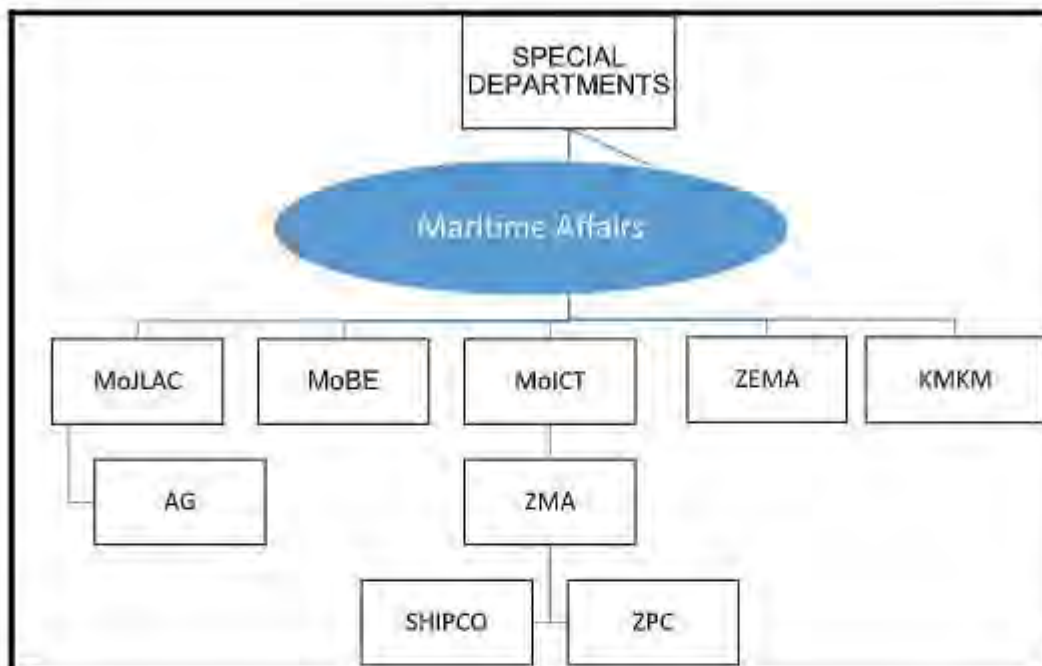 SPECIAL
DEPARTMENTS
Maritime Affairs
MoJLAC
MoBE
MoICT
ZEMA
KMKM
AG
ZMA
SHIPCO
ZPC